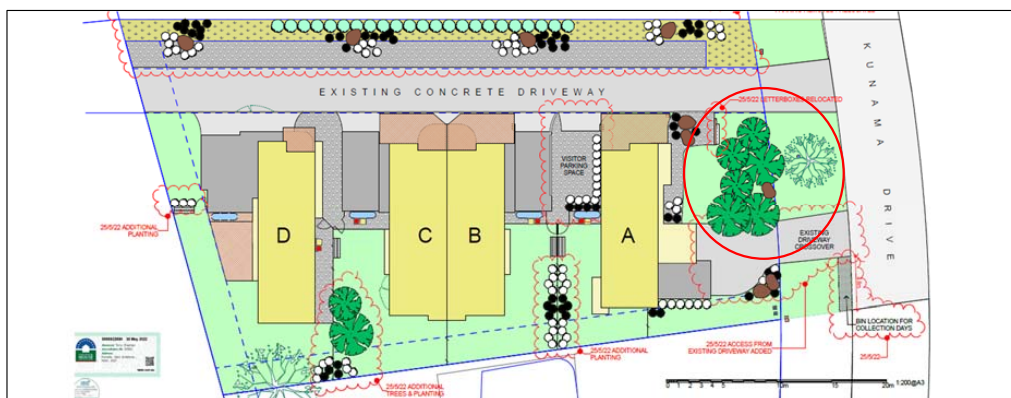 EXISTING CONCRETE DRIVEWAY
KUNAMA DRIVE
25/5/22 LETTERBOXES RELOCATED
VISITOR
PARKING
SPACE
D
C
B
A
25/5/22 ADDITIONAL
PLANTING
EXISTING
DRIVEWAY
CROSSOVER
BIN LOCATION FOR
COLLECTION DAYS
25/5/22
25/5/22 ACCESS FROM
EXISTING DRIVEWAY ADDED
25/5/22 ADDITIONAL
PLANTING
25/5/22 ADDITIONAL
TREES & PLANTING
0 1 2 3 4 5 10m 15 20m 1:200@A3